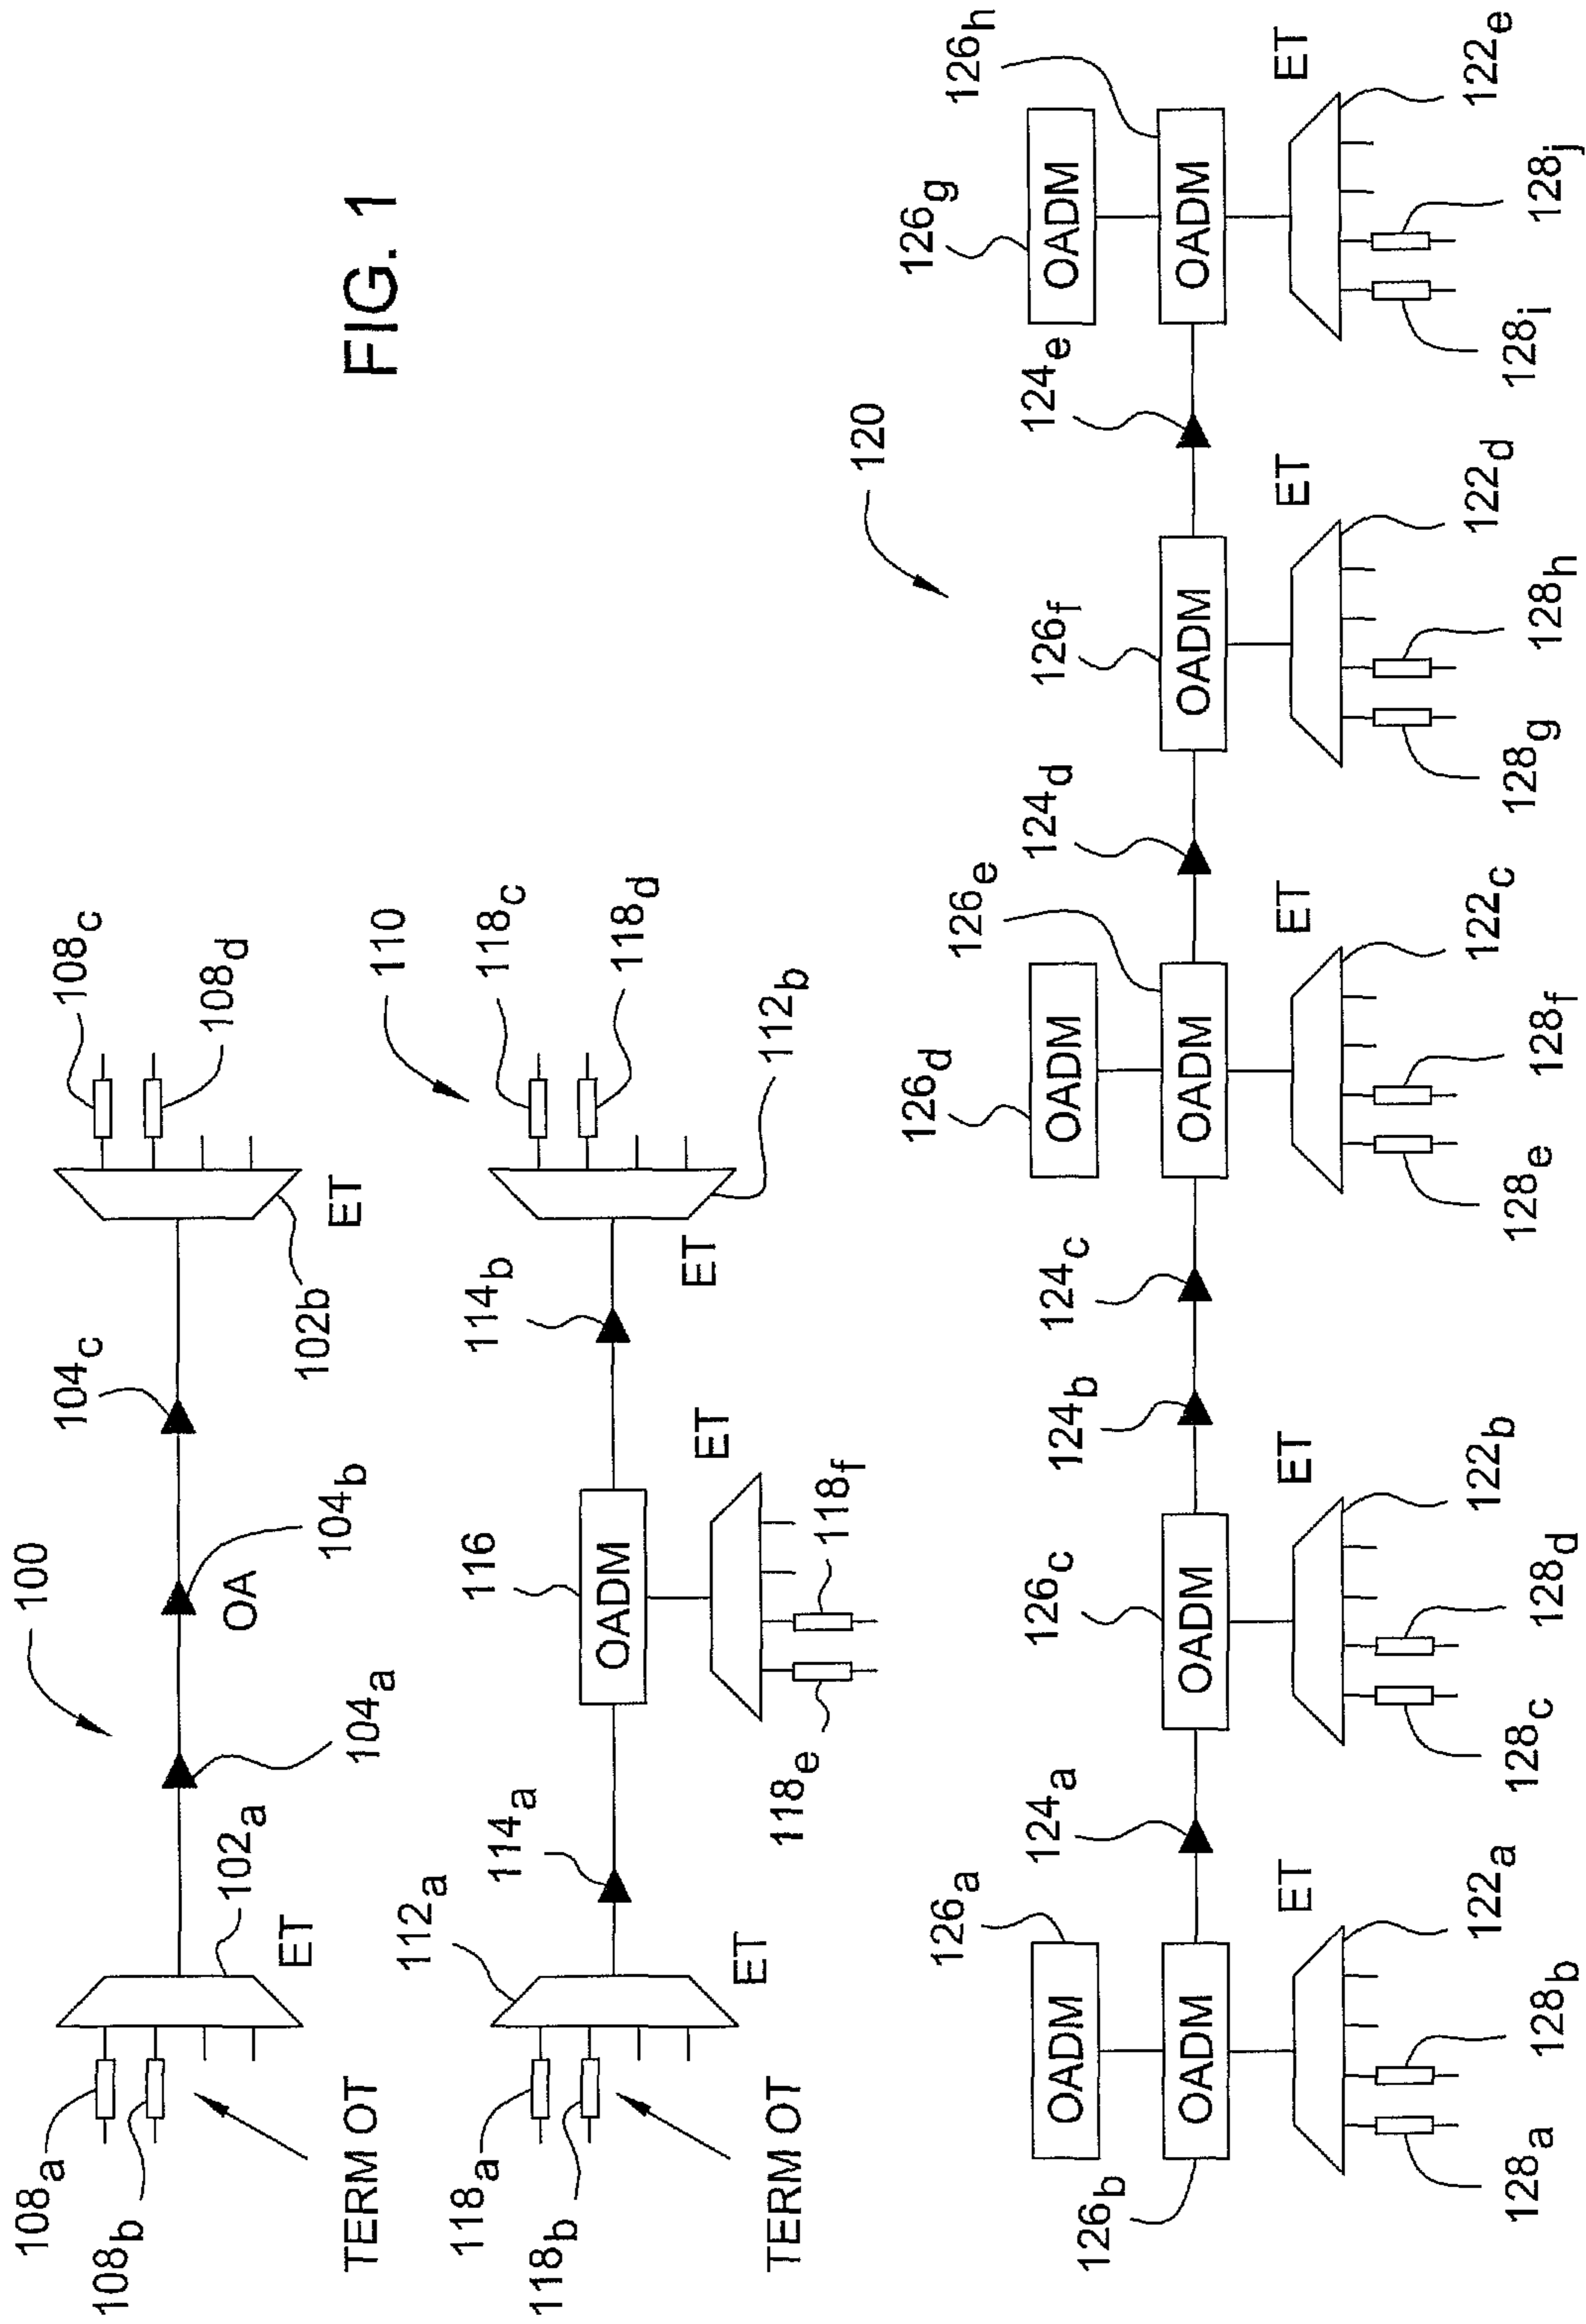 FIG. 1
100
108a
108b
TERM OT
102a
ET
104a
104b
OA
104c
102b
ET
108c
108d
110
118a
118b
TERM OT
112a
ET
114a
116
OADM
ET
118e
118f
114b
ET
112b
118c
118d
120
126a
OADM
126b
OADM
ET
122a
128a
128b
124a
126c
OADM
ET
122b
128c
128d
124b
124c
126d
OADM
126e
OADM
ET
122c
128e
128f
124d
126f
OADM
ET
122d
128g
128h
124e
126g
OADM
126h
OADM
ET
122e
128i
128j